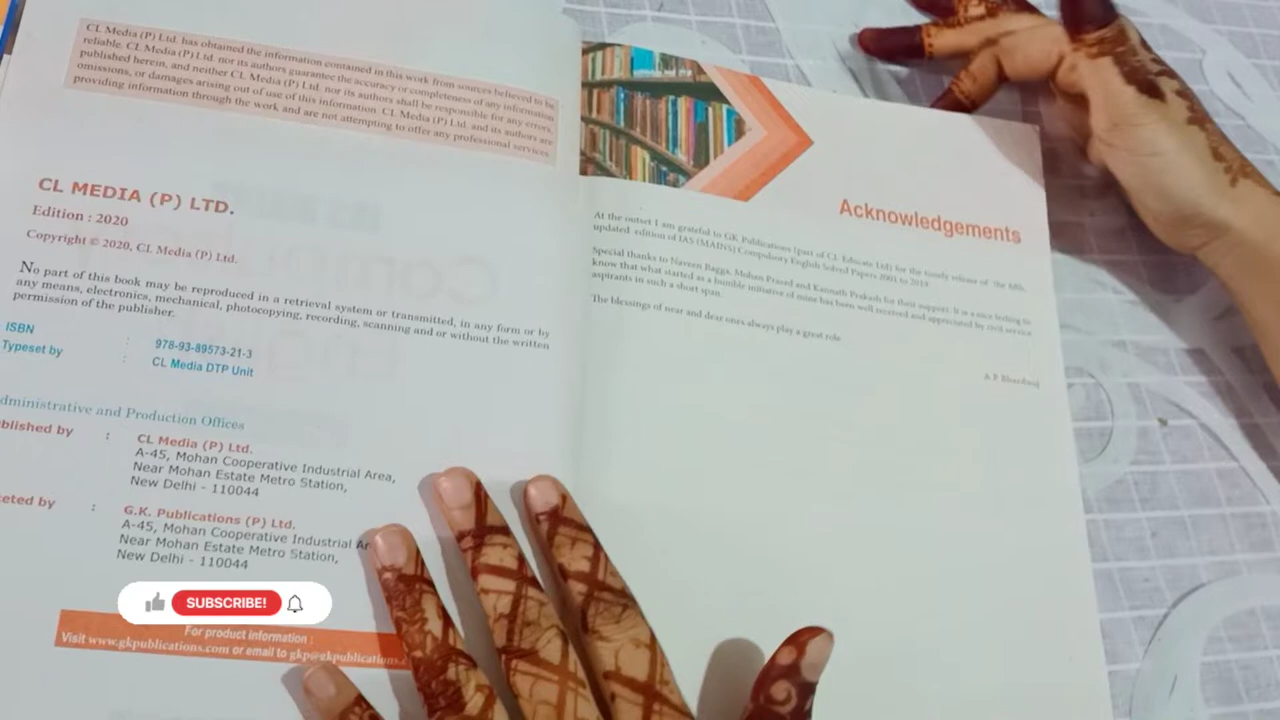 CL Media (P) Ltd. has obtained the information contained in this work from sources believed to be
reliable. CL Media (P) Ltd. nor its authors guarantee the accuracy or completeness of any information
published herein, and neither CL Media (P) Ltd. nor its authors shall be responsible for any errors,
omissions, or damages arising out of use of this information. CL Media (P) Ltd. and its authors are
providing information through the work and are not attempting to offer any professional services.
CL MEDIA (P) LTD.
Edition : 2020
Copyright © 2020, CL Media (P) Ltd.
No part of this book may be reproduced in a retrieval system or transmitted, in any form or by
any means, electronics, mechanical, photocopying, recording, scanning and or without the written
permission of the publisher.
ISBN : 978-93-89573-21-3
Typeset by : CL Media DTP Unit
dministrative and Production Offices
blished by : CL Media (P) Ltd.
A-45, Mohan Cooperative Industrial Area,
Near Mohan Estate Metro Station,
New Delhi - 110044
eted by : G.K. Publications (P) Ltd.
A-45, Mohan Cooperative Industrial Ar
Near Mohan Estate Metro Station,
New Delhi - 110044
SUBSCRIBE!
For product information :
Visit www.gkpublications.com or email to gkp@gkpublications.c
Acknowledgements
At the outset I am grateful to GK Publications (part of CL Educate Ltd) for the timely release of the fifth,
updated edition of IAS (MAINS) Compulsory English Solved Papers 2001 to 2019.
Special thanks to Naveen Bagga, Mohan Prasad and Kannath Prakash for their support. It is a nice feeling to
know that what started as a humble initiative of mine has been well received and appreciated by civil service
aspirants in such a short span.
The blessings of near and dear ones always play a great role.
A.P. Bhardwaj